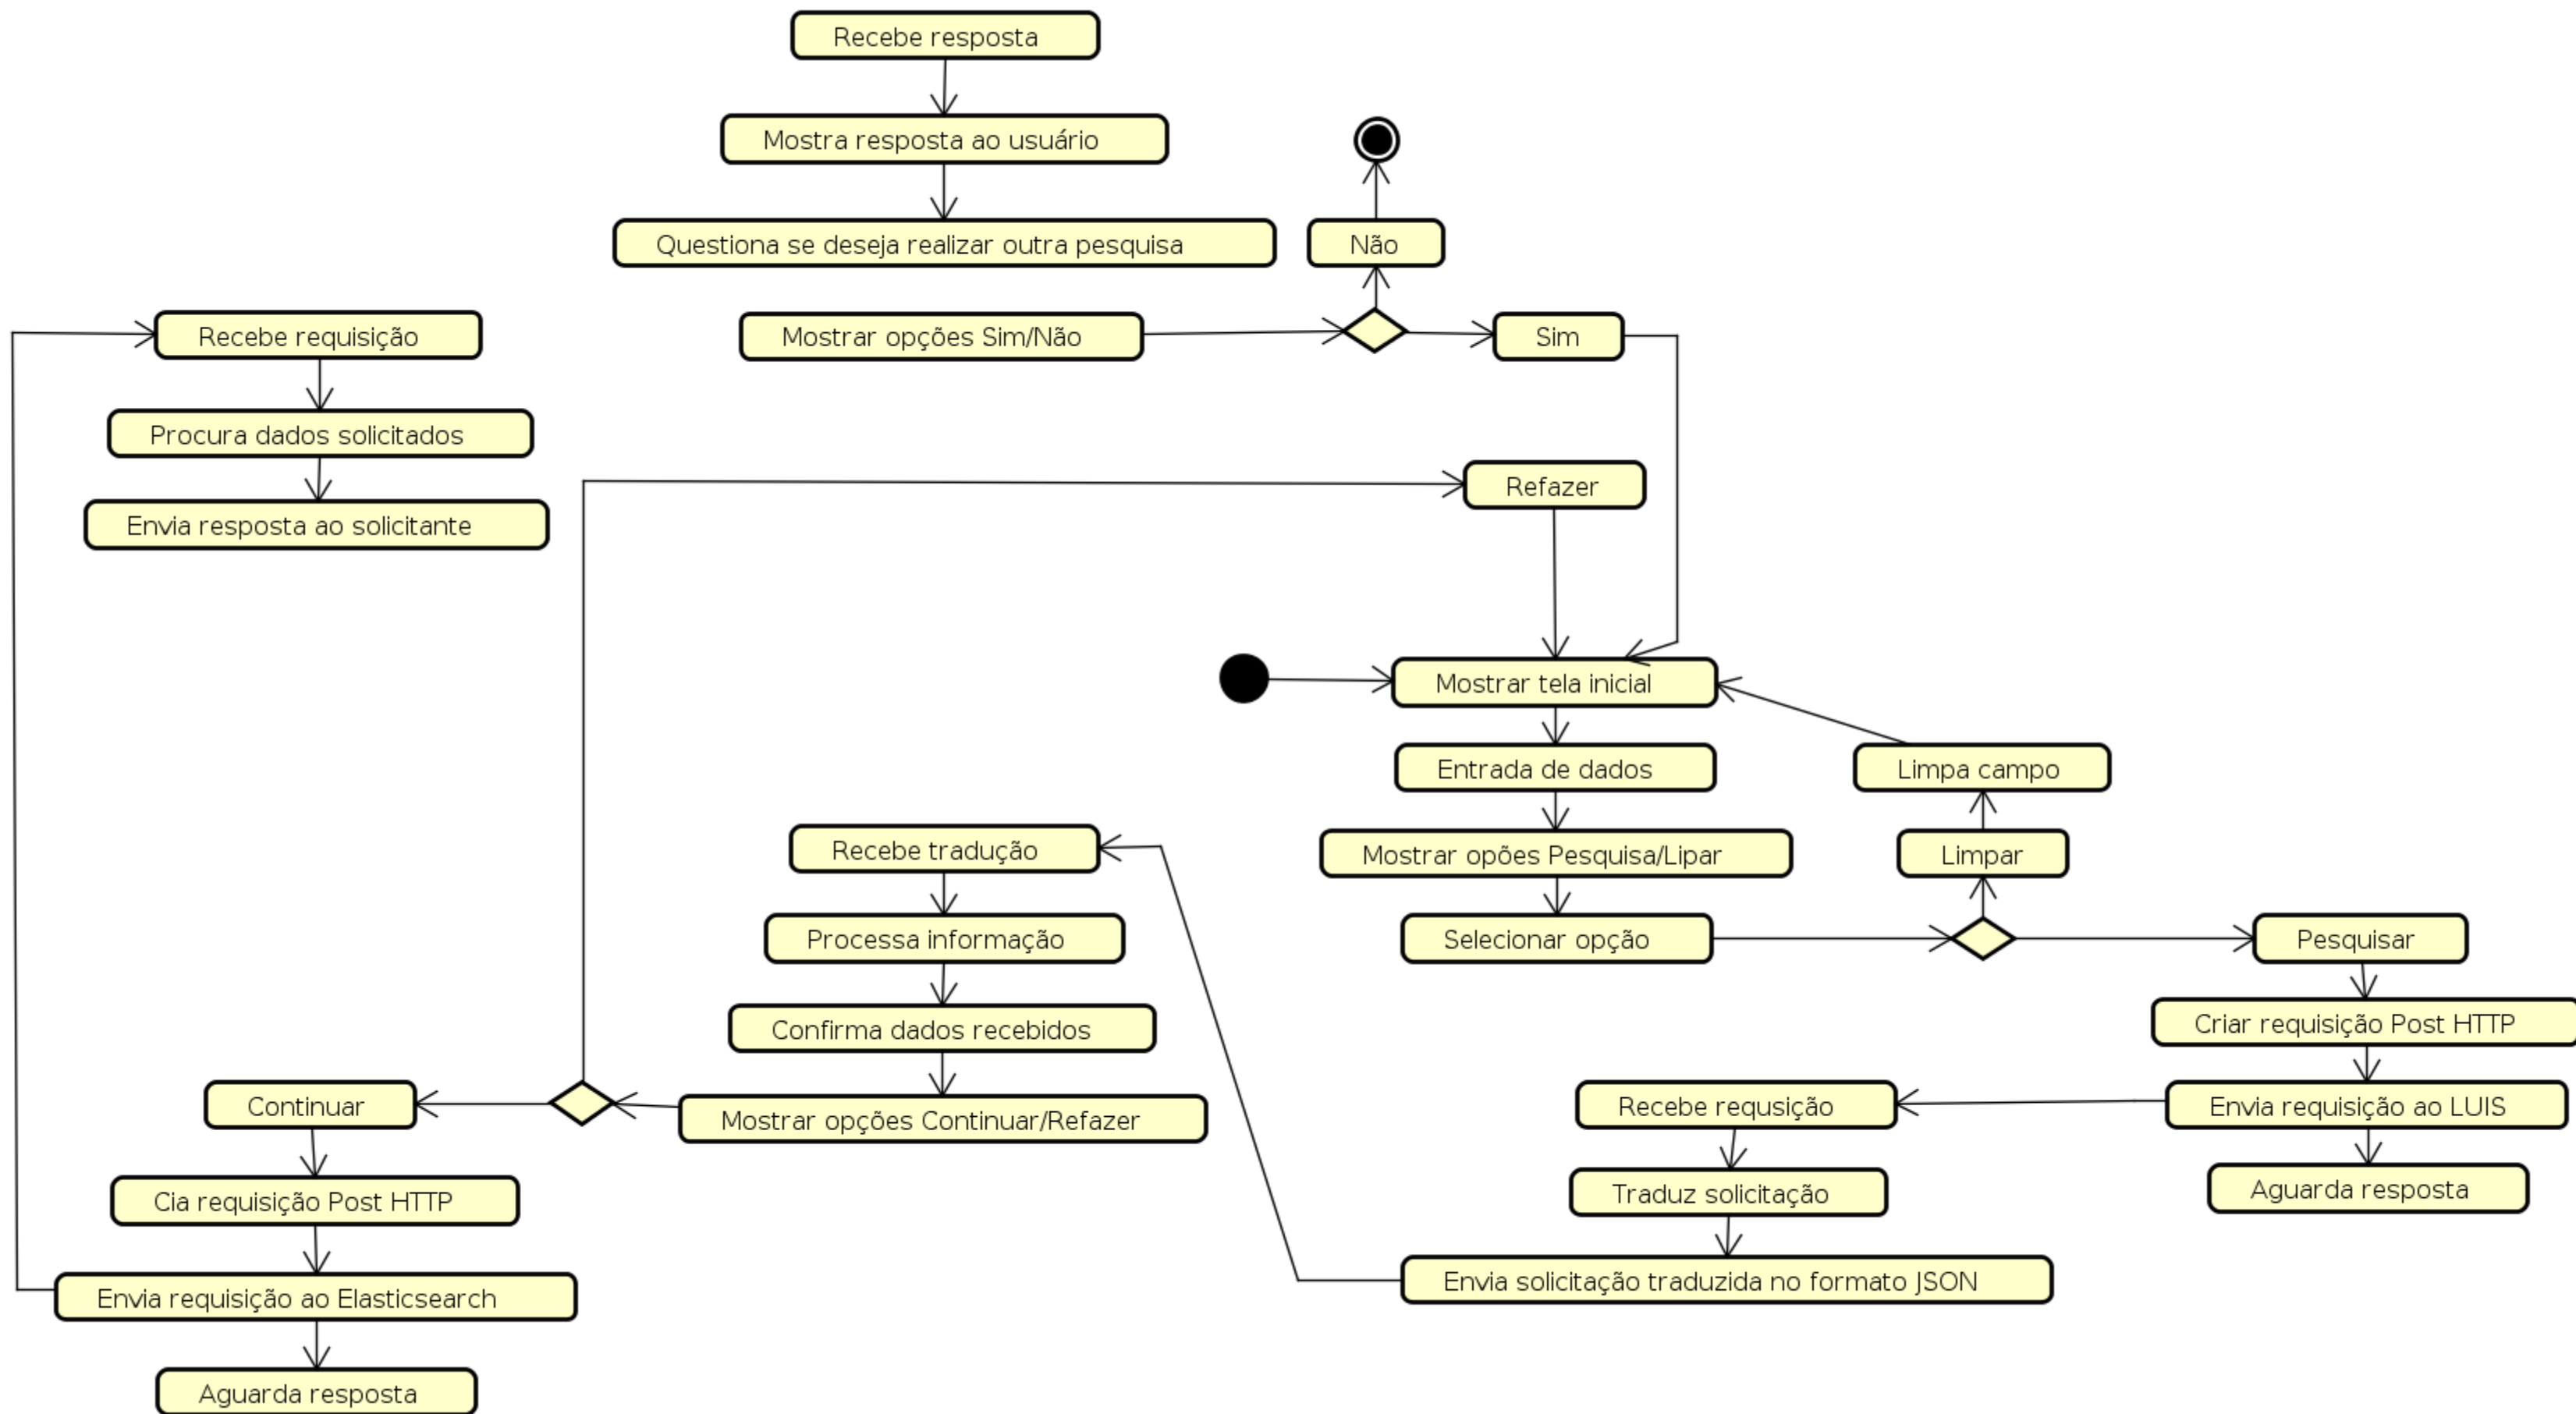 Recebe resposta
Mostra resposta ao usuário
Questiona se deseja realizar outra pesquisa
Não
Mostrar opções Sim/Não
Sim
Recebe requisição
Procura dados solicitados
Envia resposta ao solicitante
Refazer
Mostrar tela inicial
Entrada de dados
Limpa campo
Mostrar opões Pesquisa/Lipar
Limpar
Selecionar opção
Pesquisar
Criar requisição Post HTTP
Envia requisição ao LUIS
Aguarda resposta
Recebe requsição
Traduz solicitação
Envia solicitação traduzida no formato JSON
Recebe tradução
Processa informação
Confirma dados recebidos
Mostrar opções Continuar/Refazer
Continuar
Cia requisição Post HTTP
Envia requisição ao Elasticsearch
Aguarda resposta